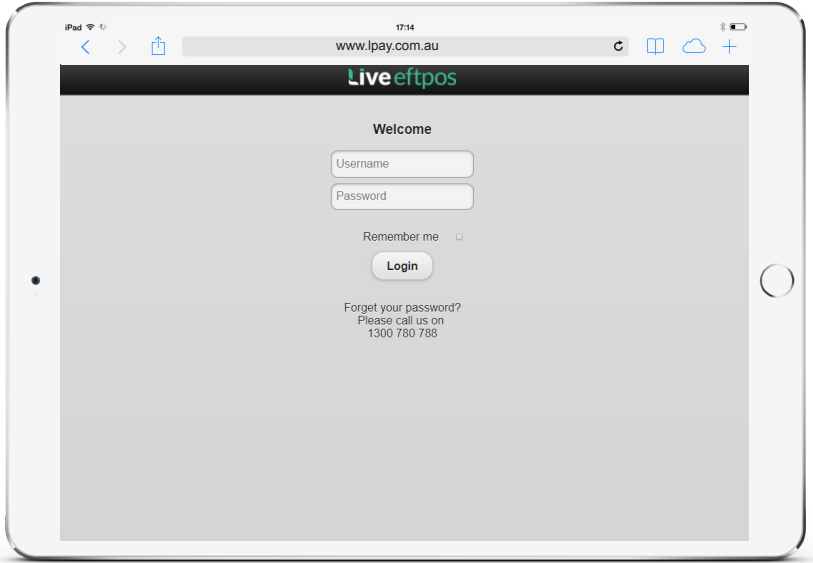 iPad 17:14
www.lpay.com.au
Live eftpos
Welcome
Username
Password
Remember me
Login
Forget your password?
Please call us on
1300 780 788